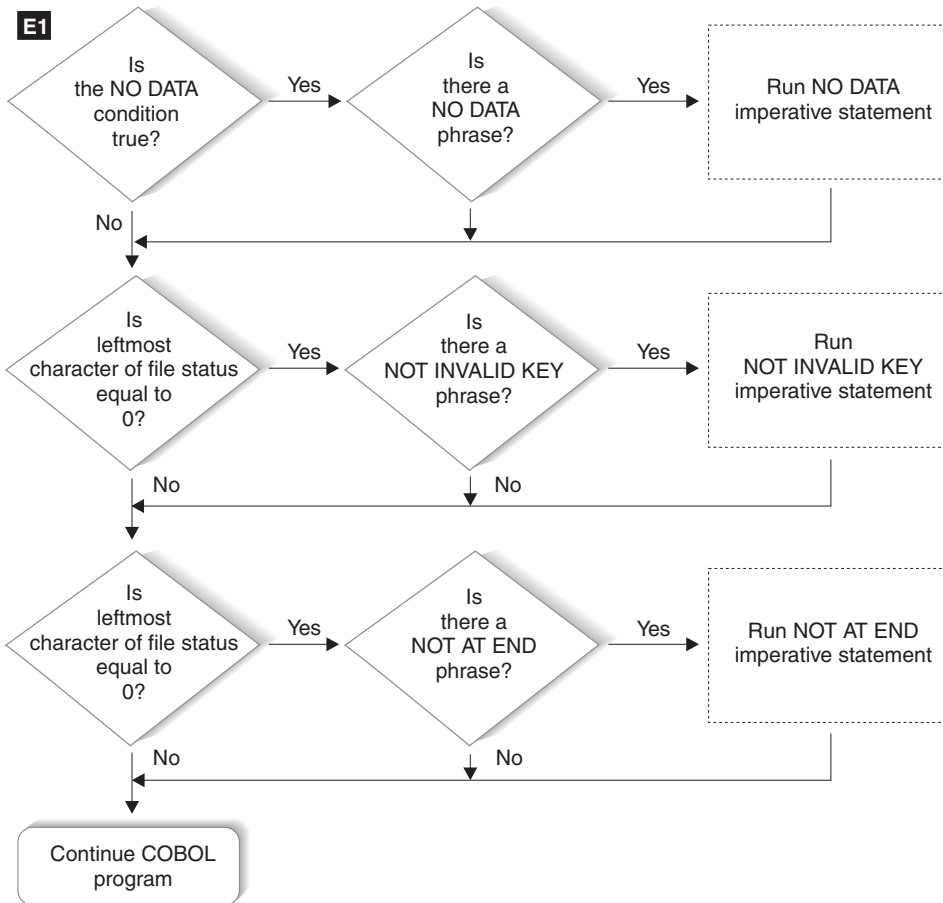 E1
Is
the NO DATA
condition
true?
Yes
Is
there a
NO DATA
phrase?
Yes
Run NO DATA
imperative statement
No
Is
leftmost
character of file status
equal to
0?
Yes
Is
there a
NOT INVALID KEY
phrase?
Yes
Run
NOT INVALID KEY
imperative statement
No
No
Is
leftmost
character of file status
equal to
0?
Yes
Is
there a
NOT AT END
phrase?
Yes
Run NOT AT END
imperative statement
No
No
Continue COBOL
program